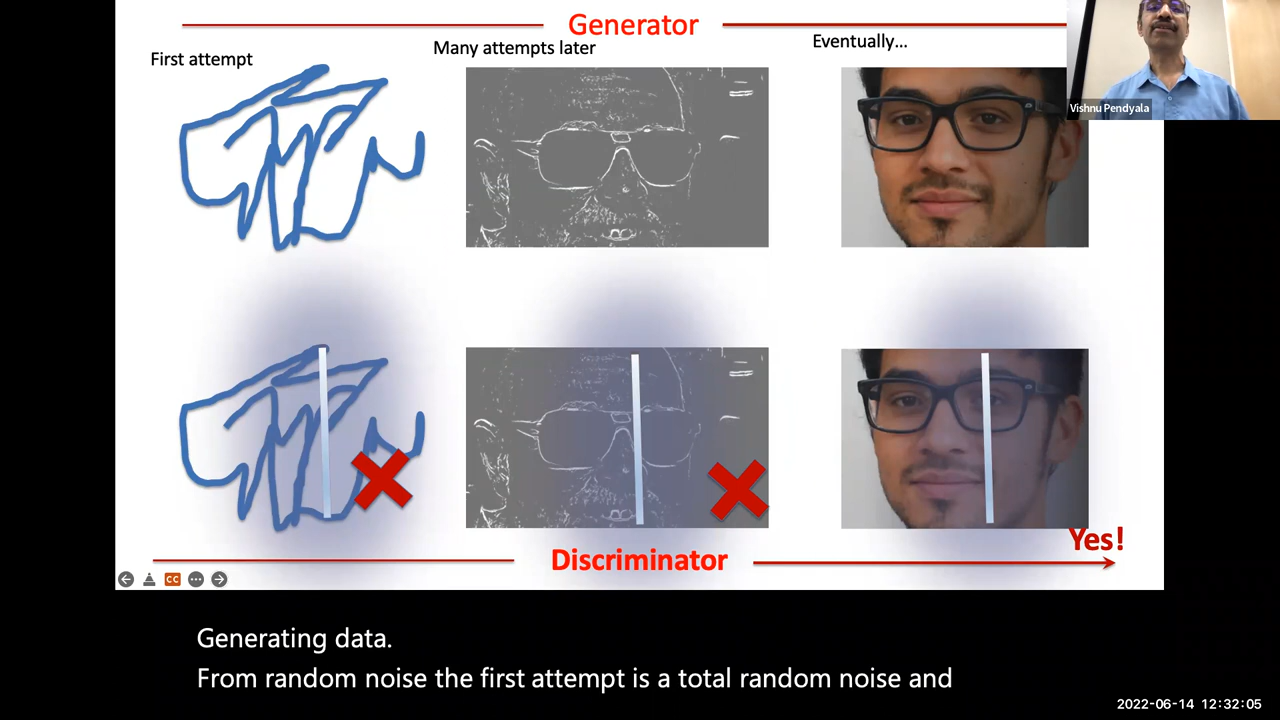 Generator
First attempt
Many attempts later
Eventually...
Vishnu Pendyala
Yes!
Discriminator
CC
Generating data.
From random noise the first attempt is a total random noise and
2022-06-14 12:32:05